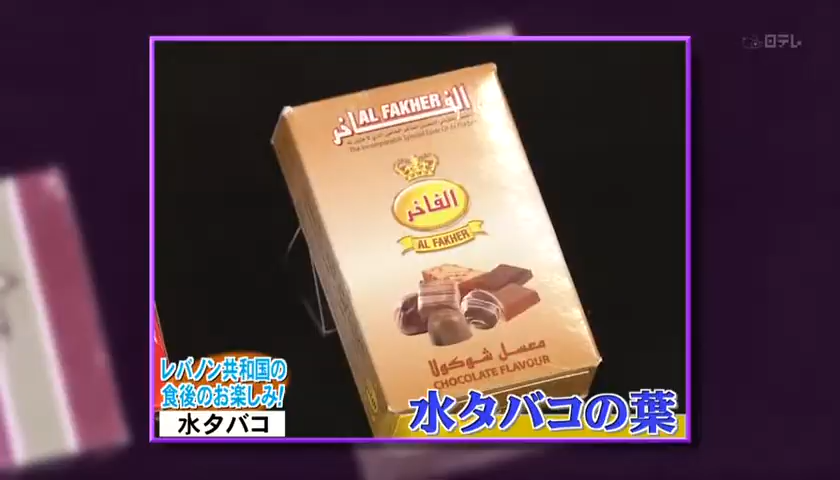 日テレ
الفاخر
AL FAKHER
The Incomparable Special Taste Of Al Fakher
الفاخر
AL FAKHER
معسل شوكولا
CHOCOLATE FLAVOUR
レバノン共和国の
食後のお楽しみ!
水タバコ
水タバコの葉